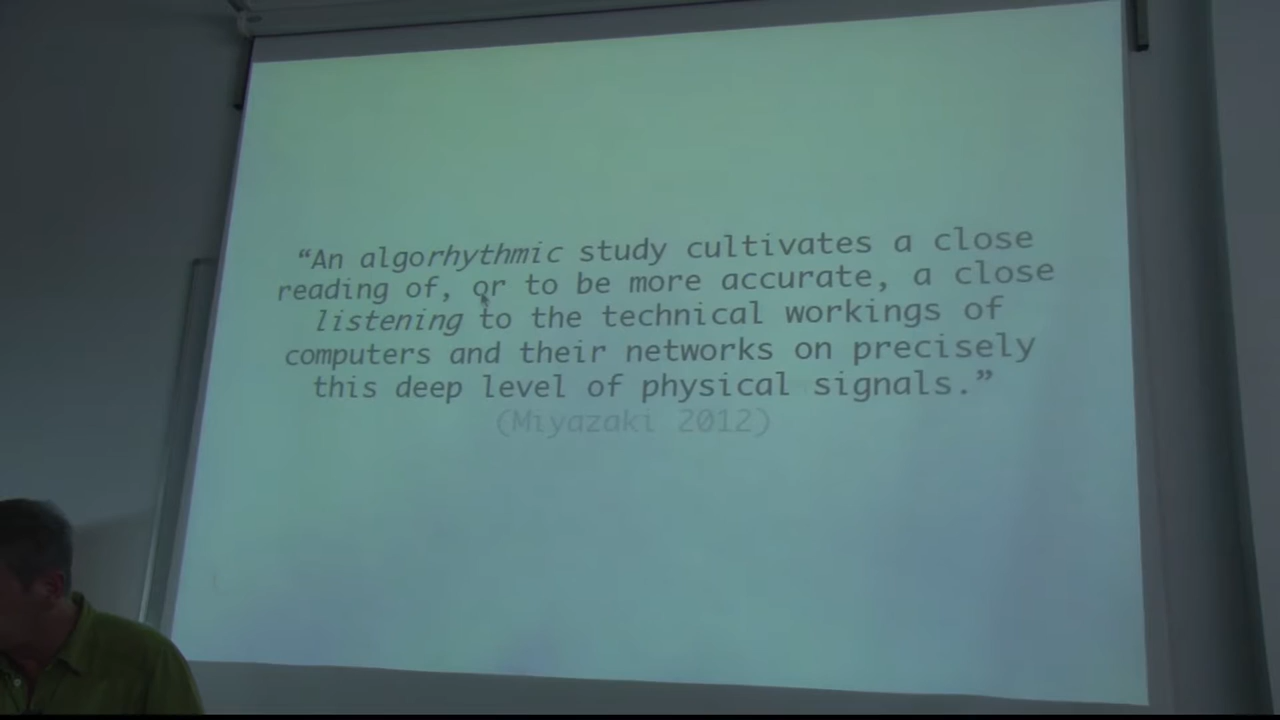 “An algorhythmic study cultivates a close
reading of, or to be more accurate, a close
listening to the technical workings of
computers and their networks on precisely
this deep level of physical signals.”
(Miyazaki 2012)